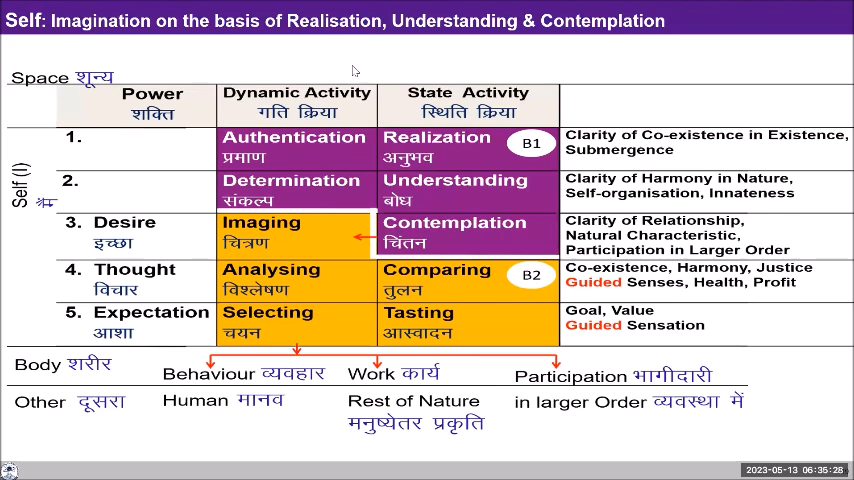 Self: Imagination on the basis of Realisation, Understanding & Contemplation
Space शून्य
Power Dynamic Activity State Activity
शक्ति गति क्रिया स्थिति क्रिया
1. Authentication Realization B1 Clarity of Co-existence in Existence,
प्रमाण अनुभव Submergence
2. Determination Understanding Clarity of Harmony in Nature,
संकल्प बोध Self-organisation, Innateness
Self (I)
मैं
3. Desire Imaging Contemplation Clarity of Relationship,
इच्छा चित्रण चिंतन Natural Characteristic,
Participation in Larger Order
4. Thought Analysing Comparing B2 Co-existence, Harmony, Justice
विचार विश्लेषण तुलन Guided Senses, Health, Profit
5. Expectation Selecting Tasting Goal, Value
आशा चयन आस्वादन Guided Sensation
Body शरीर Behaviour व्यवहार Work कार्य Participation भागीदारी
Other दूसरा Human मानव Rest of Nature in larger Order व्यवस्था में
मनुष्येतर प्रकृति
2023-05-13 06:35:28